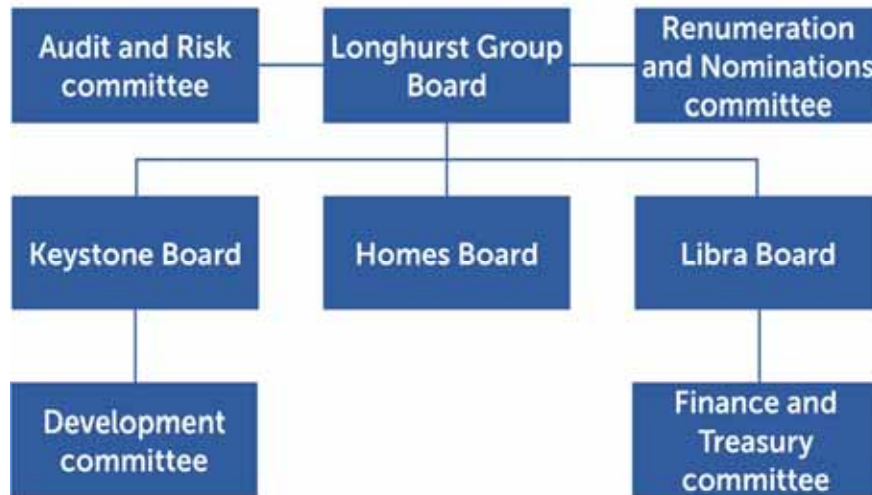 Audit and Risk
committee
Longhurst Group
Board
Renumeration
and Nominations
committee
Keystone Board
Homes Board
Libra Board
Development
committee
Finance and
Treasury
committee